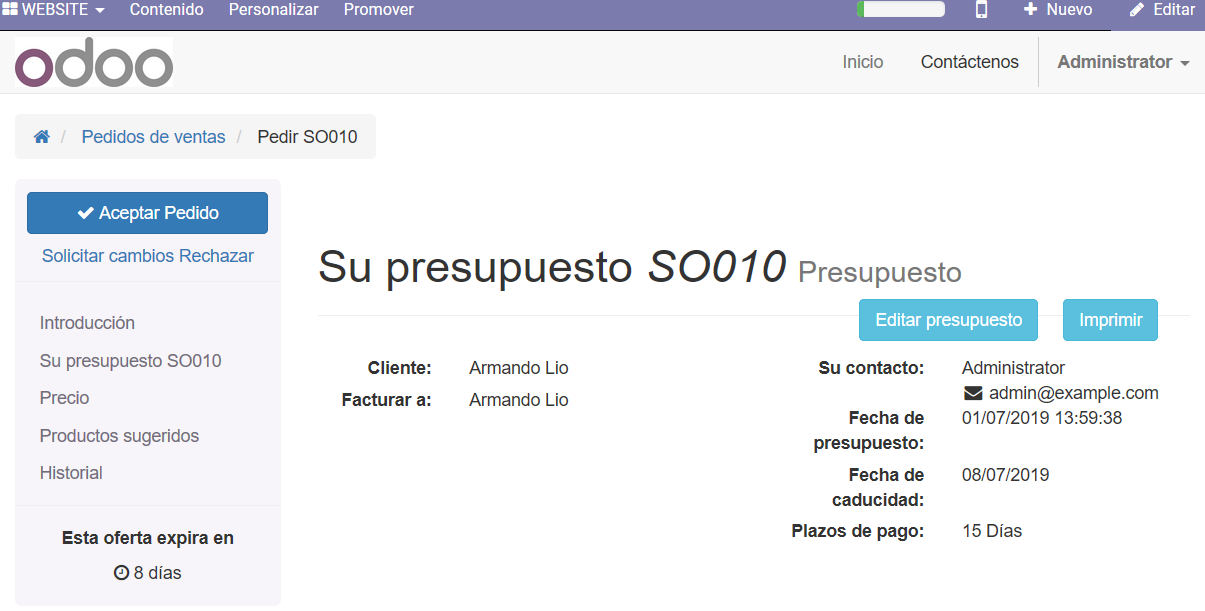 WEBSITE Contenido Personalizar Promover Nuevo Editar
odoo Inicio Contáctenos Administrator
/ Pedidos de ventas / Pedir SO010
Aceptar Pedido
Solicitar cambios Rechazar
Introducción
Su presupuesto SO010
Precio
Productos sugeridos
Historial
Esta oferta expira en
8 días
Su presupuesto SO010 Presupuesto
Editar presupuesto Imprimir
Cliente: Armando Lio
Facturar a: Armando Lio
Su contacto: Administrator
admin@example.com
Fecha de 01/07/2019 13:59:38
presupuesto:
Fecha de 08/07/2019
caducidad:
Plazos de pago: 15 Días